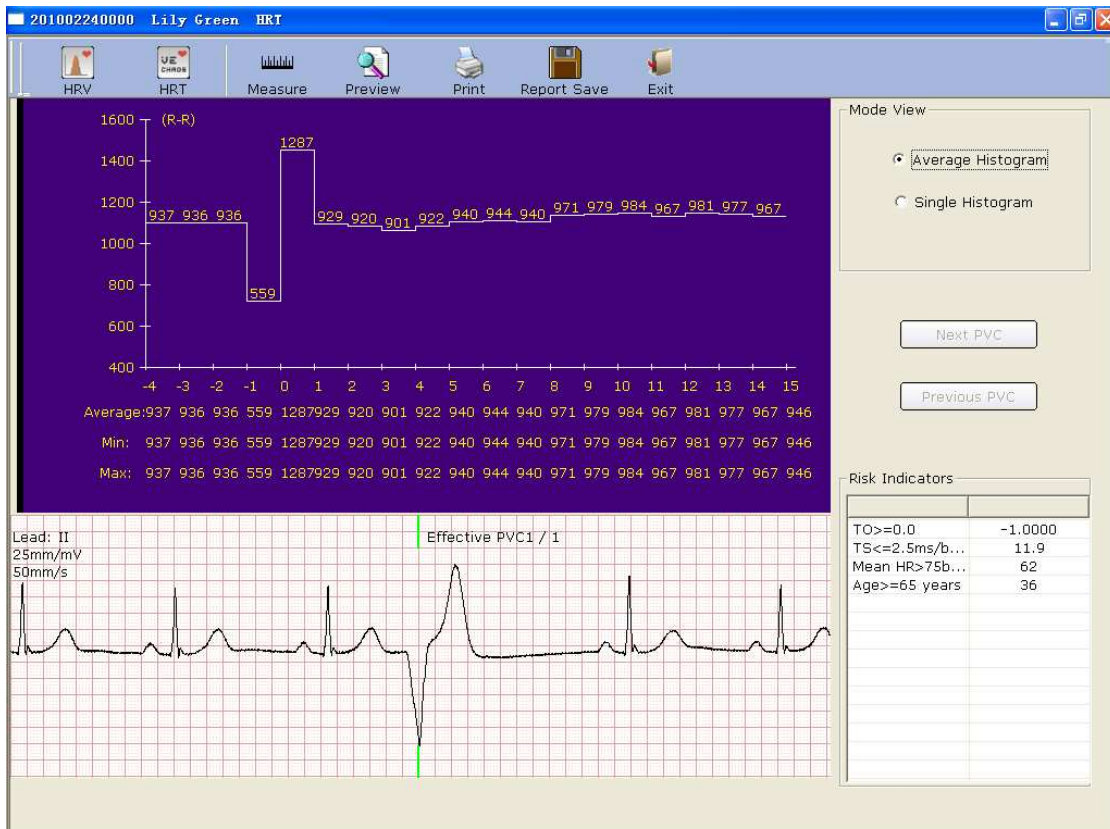 201002240000 Lily Green HRT
UE
CHAOS
HRV HRT Measure Preview Print Report Save Exit
Mode View
Average Histogram
Single Histogram
Next PVC
Previous PVC
1600 (R-R)
1400
1200
1000
800
600
400
937 936 936 559 1287 929 920 901 922 940 944 940 971 979 984 967 981 977 967
-4 -3 -2 -1 0 1 2 3 4 5 6 7 8 9 10 11 12 13 14 15
Average:937 936 936 559 1287929 920 901 922 940 944 940 971 979 984 967 981 977 967 946
Min: 937 936 936 559 1287929 920 901 922 940 944 940 971 979 984 967 981 977 967 946
Max: 937 936 936 559 1287929 920 901 922 940 944 940 971 979 984 967 981 977 967 946
Risk Indicators
TO>=0.0 -1.0000
TS<=2.5ms/b... 11.9
Mean HR>75b... 62
Age>=65 years 36
Lead: II
25mm/mV
50mm/s
Effective PVC1 / 1